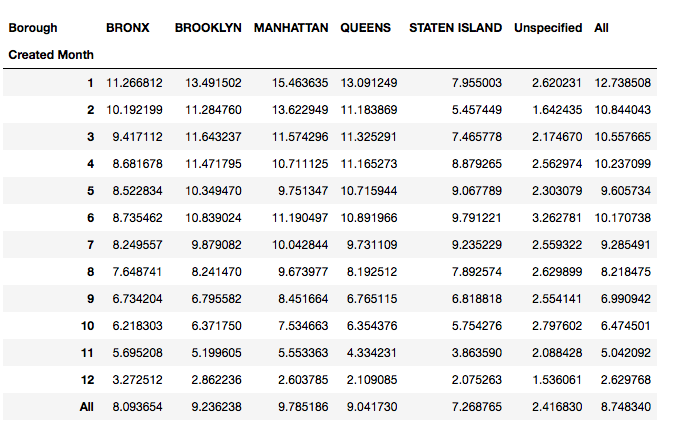 Borough BRONX BROOKLYN MANHATTAN QUEENS STATEN ISLAND Unspecified All
Created Month
1 11.266812 13.491502 15.463635 13.091249 7.955003 2.620231 12.738508
2 10.192199 11.284760 13.622949 11.183869 5.457449 1.642435 10.844043
3 9.417112 11.643237 11.574296 11.325291 7.465778 2.174670 10.557665
4 8.681678 11.471795 10.711125 11.165273 8.879265 2.562974 10.237099
5 8.522834 10.349470 9.751347 10.715944 9.067789 2.303079 9.605734
6 8.735462 10.839024 11.190497 10.891966 9.791221 3.262781 10.170738
7 8.249557 9.879082 10.042844 9.731109 9.235229 2.559322 9.285491
8 7.648741 8.241470 9.673977 8.192512 7.892574 2.629899 8.218475
9 6.734204 6.795582 8.451664 6.765115 6.818818 2.554141 6.990942
10 6.218303 6.371750 7.534663 6.354376 5.754276 2.797602 6.474501
11 5.695208 5.199605 5.553363 4.334231 3.863590 2.088428 5.042092
12 3.272512 2.862236 2.603785 2.109085 2.075263 1.536061 2.629768
All 8.093654 9.236238 9.785186 9.041730 7.268765 2.416830 8.748340